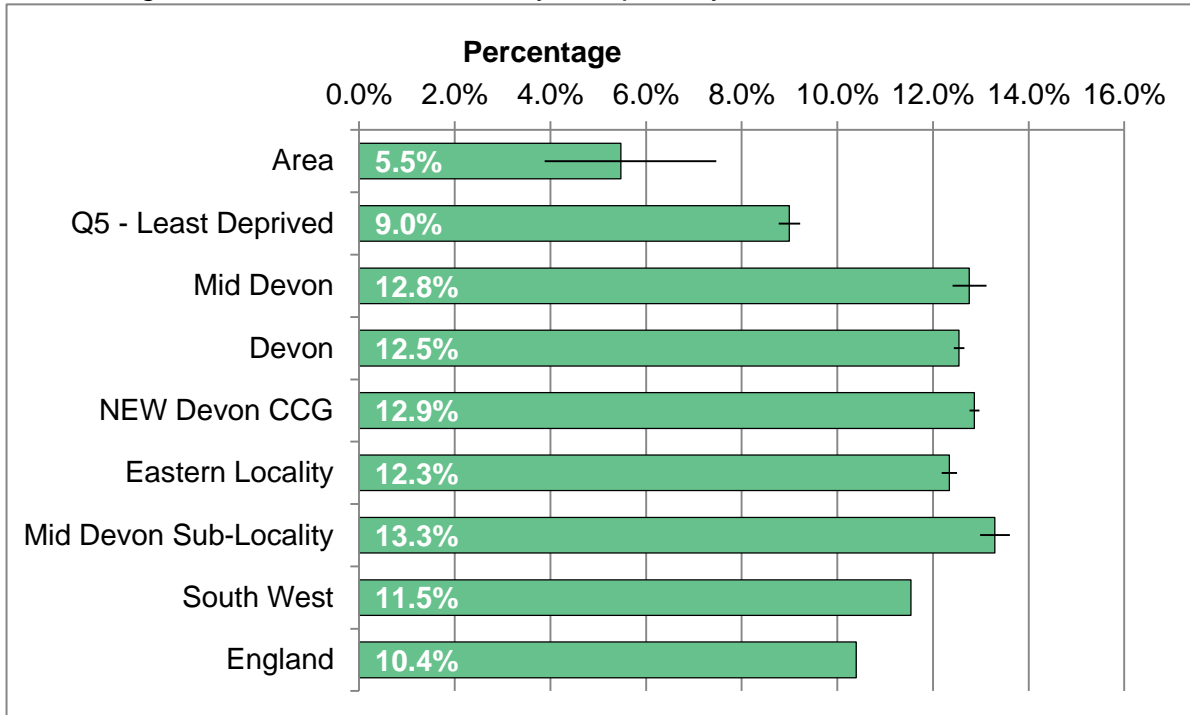 Percentage
0.0% 2.0% 4.0% 6.0% 8.0% 10.0% 12.0% 14.0% 16.0%
Area 5.5%
Q5 - Least Deprived 9.0%
Mid Devon 12.8%
Devon 12.5%
NEW Devon CCG 12.9%
Eastern Locality 12.3%
Mid Devon Sub-Locality 13.3%
South West 11.5%
England 10.4%